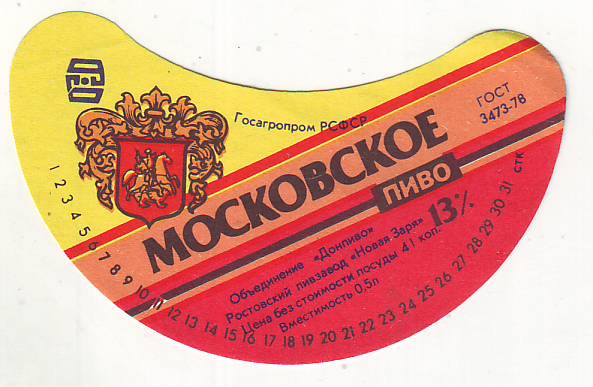 Госагропром РСФСР
ГОСТ
3473-78
МОСКОВСКОЕ
ПИВО
13%
Объединение «Донпиво»
Ростовский пивзавод «Новая Заря»
Цена без стоимости посуды 41 коп.
Вместимость 0,5л
1 2 3 4 5 6 7 8 9 10 11 12 13 14 15 16 17 18 19 20 21 22 23 24 25 26 27 28 29 30 31 СТК